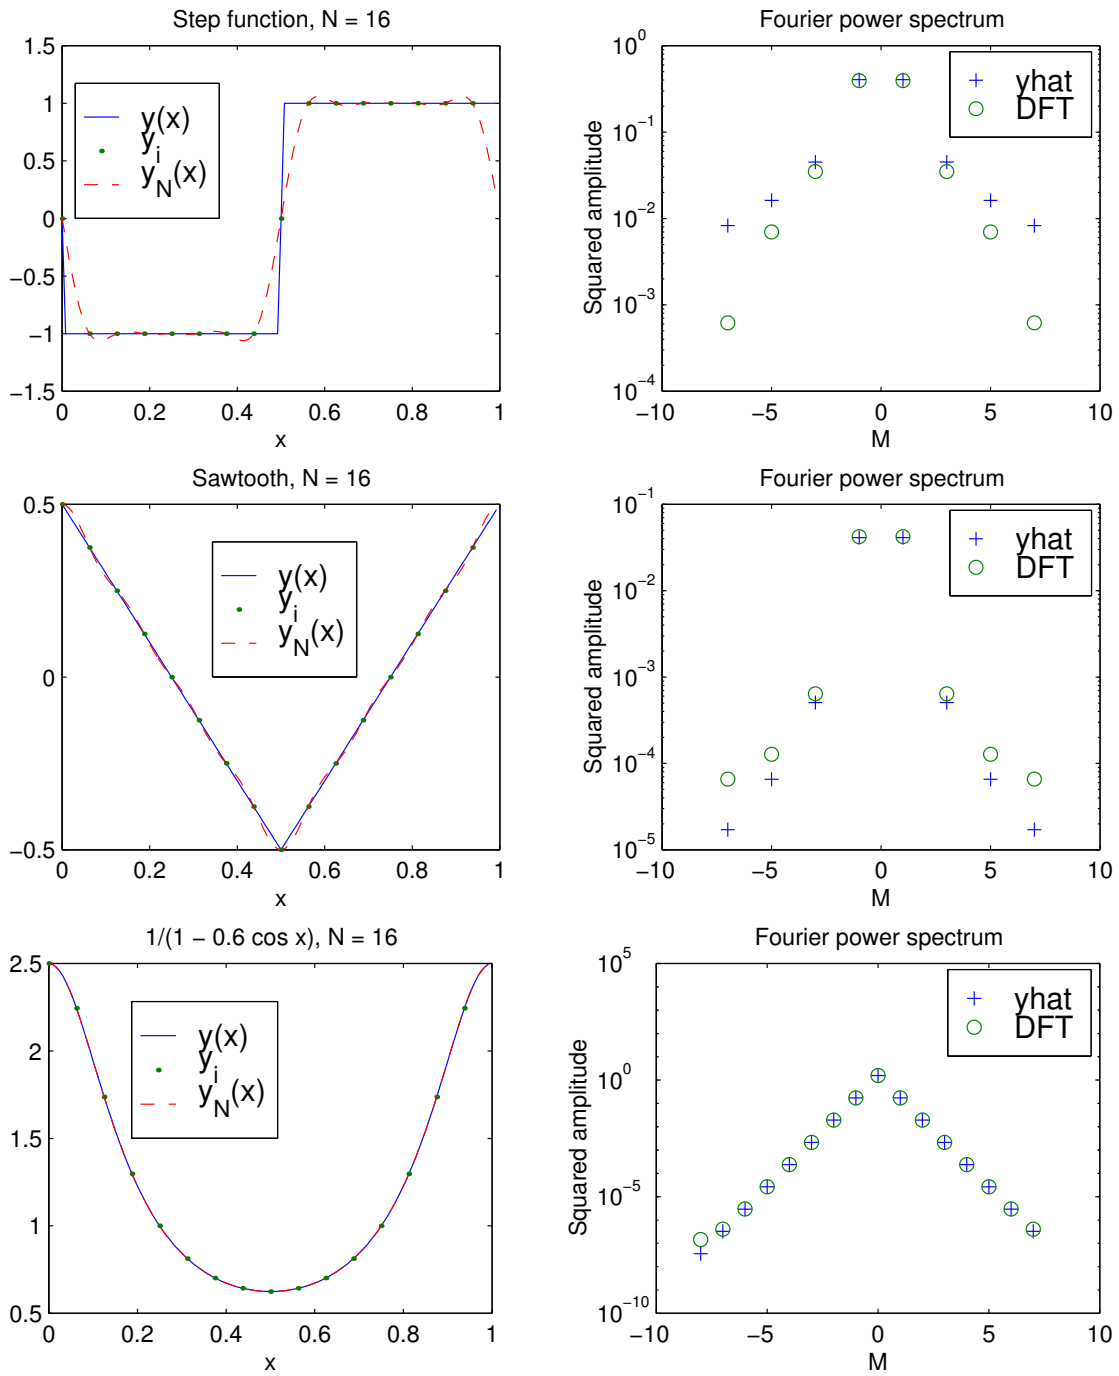 Step function, N = 16
1.5
1
0.5
0
−0.5
−1
−1.5
0 0.2 0.4 0.6 0.8 1
x
y(x)
y_i
y_N(x)
Fourier power spectrum
Squared amplitude
10^0
10^−1
10^−2
10^−3
10^−4
−10 −5 0 5 10
M
yhat
DFT
Sawtooth, N = 16
0.5
0
−0.5
0 0.2 0.4 0.6 0.8 1
x
y(x)
y_i
y_N(x)
Fourier power spectrum
Squared amplitude
10^−1
10^−2
10^−3
10^−4
10^−5
−10 −5 0 5 10
M
yhat
DFT
1/(1 − 0.6 cos x), N = 16
2.5
2
1.5
1
0.5
0 0.2 0.4 0.6 0.8 1
x
y(x)
y_i
y_N(x)
Fourier power spectrum
Squared amplitude
10^5
10^0
10^−5
10^−10
−10 −5 0 5 10
M
yhat
DFT